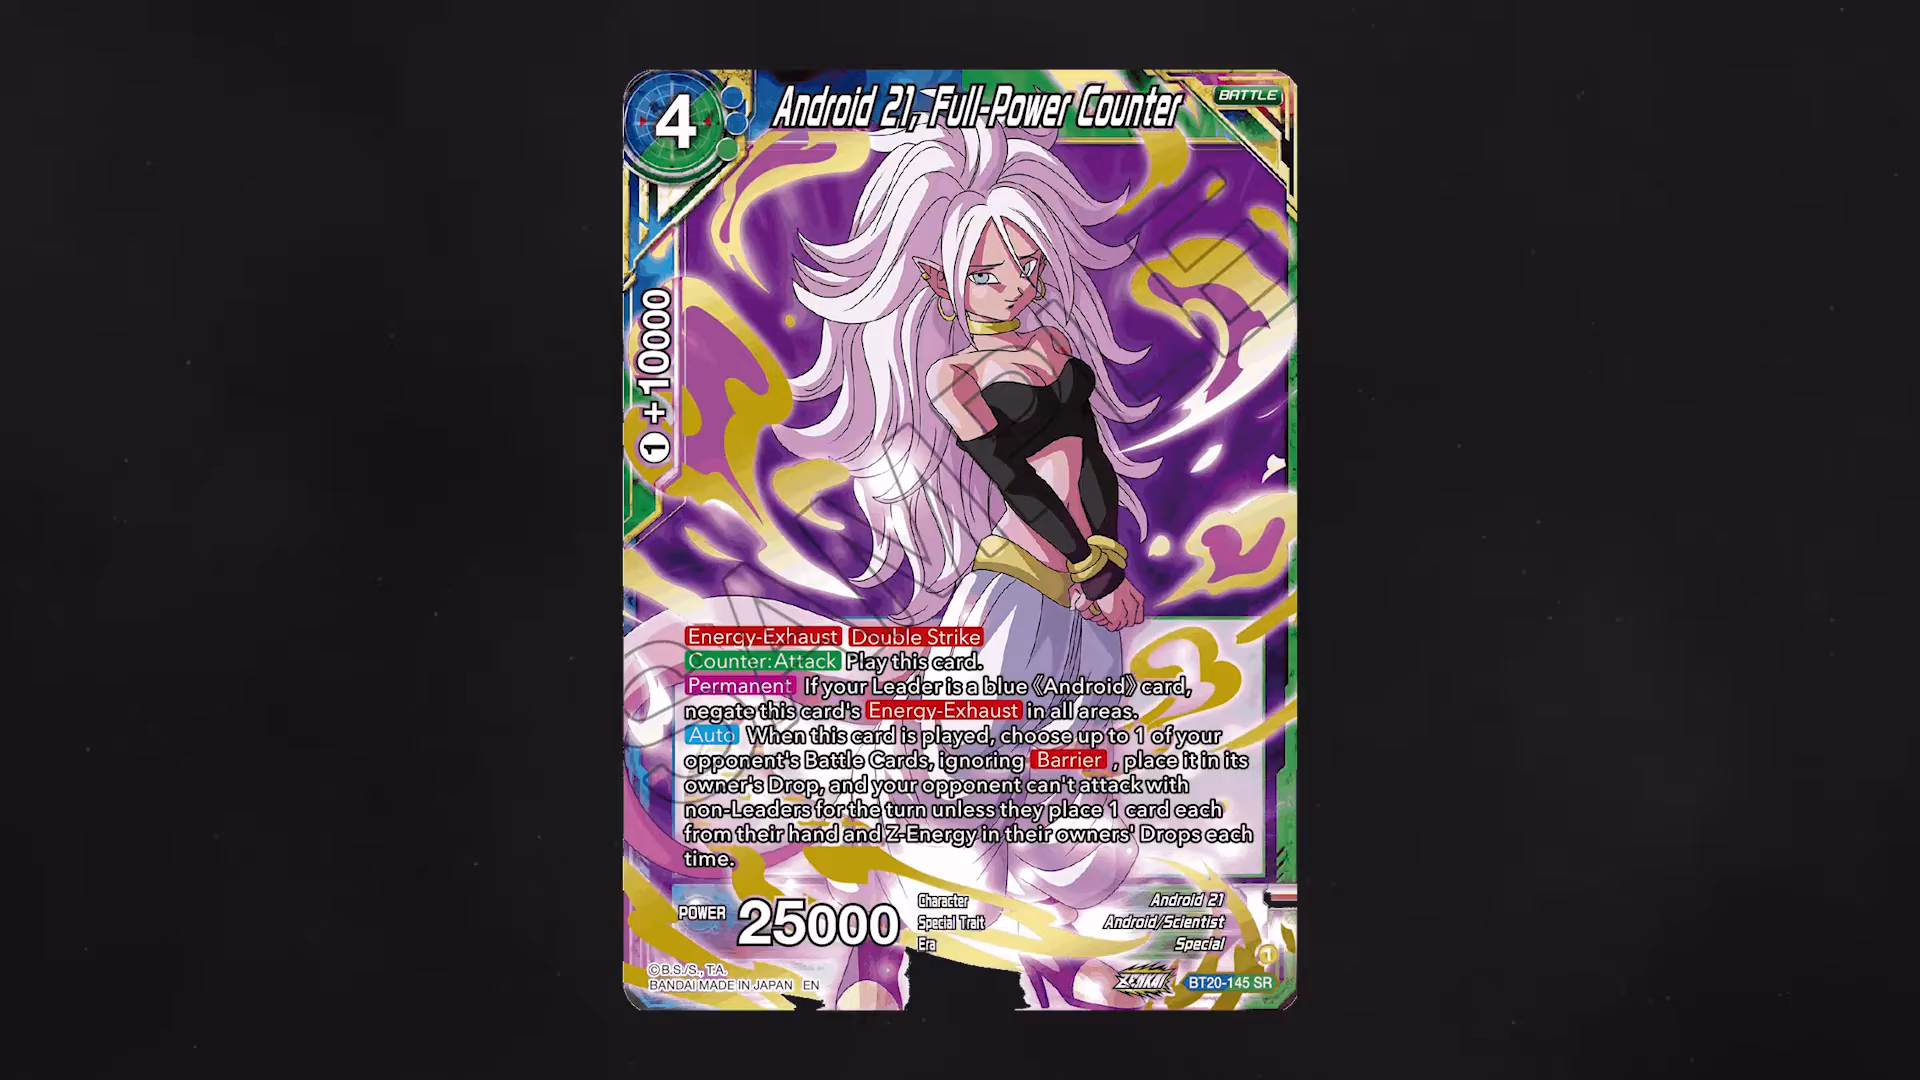 4
Android 21, Full-Power Counter
BATTLE
1 +10000
SAMPLE
Energy-Exhaust Double Strike
Counter:Attack Play this card.
Permanent If your Leader is a blue《Android》card,
negate this card's Energy-Exhaust in all areas.
Auto When this card is played, choose up to 1 of your
opponent's Battle Cards, ignoring Barrier , place it in its
owner's Drop, and your opponent can't attack with
non-Leaders for the turn unless they place 1 card each
from their hand and Z-Energy in their owners' Drops each
time.
POWER 25000
Character Android 21
Special Trait Android/Scientist
Era Special
1
©B.S./S., T.A.
BANDAI MADE IN JAPAN EN
ZENKAI
BT20-145 SR